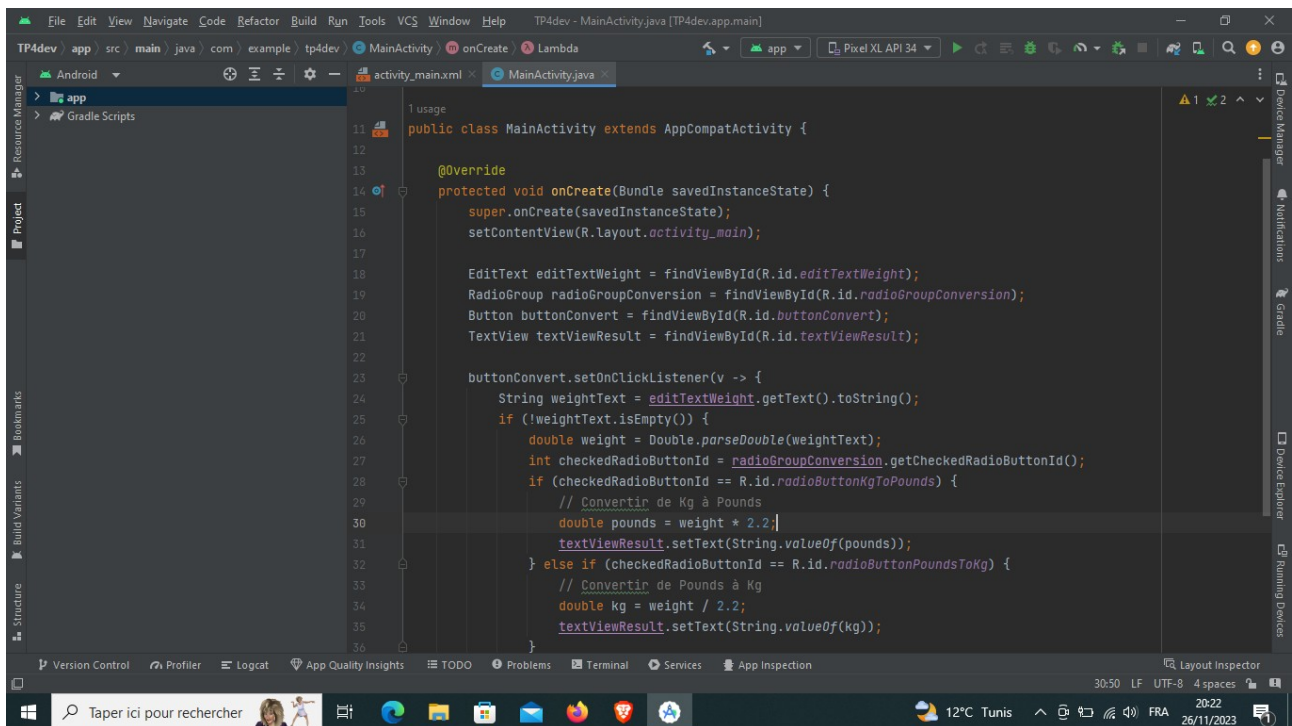 File Edit View Navigate Code Refactor Build Run Tools VCS Window Help TP4dev - MainActivity.java [TP4dev.app.main]
TP4dev app src main java com example tp4dev MainActivity onCreate Lambda app Pixel XL API 34
Android
activity_main.xml MainActivity.java
app
Gradle Scripts
Resource Manager
Project
Bookmarks
Build Variants
Structure
1 2
10
1 usage
11 public class MainActivity extends AppCompatActivity {
12
13 @Override
14 protected void onCreate(Bundle savedInstanceState) {
15 super.onCreate(savedInstanceState);
16 setContentView(R.layout.activity_main);
17
18 EditText editTextWeight = findViewById(R.id.editTextWeight);
19 RadioGroup radioGroupConversion = findViewById(R.id.radioGroupConversion);
20 Button buttonConvert = findViewById(R.id.buttonConvert);
21 TextView textViewResult = findViewById(R.id.textViewResult);
22
23 buttonConvert.setOnClickListener(v -> {
24 String weightText = editTextWeight.getText().toString();
25 if (!weightText.isEmpty()) {
26 double weight = Double.parseDouble(weightText);
27 int checkedRadioButtonId = radioGroupConversion.getCheckedRadioButtonId();
28 if (checkedRadioButtonId == R.id.radioButtonKgToPounds) {
29 // Convertir de Kg à Pounds
30 double pounds = weight * 2.2;
31 textViewResult.setText(String.valueOf(pounds));
32 } else if (checkedRadioButtonId == R.id.radioButtonPoundsToKg) {
33 // Convertir de Pounds à Kg
34 double kg = weight / 2.2;
35 textViewResult.setText(String.valueOf(kg));
36 }
Device Manager
Notifications
Gradle
Device Explorer
Running Devices
Version Control Profiler Logcat App Quality Insights TODO Problems Terminal Services App Inspection Layout Inspector
30:50 LF UTF-8 4 spaces
Taper ici pour rechercher 12°C Tunis FRA 20:22
26/11/2023